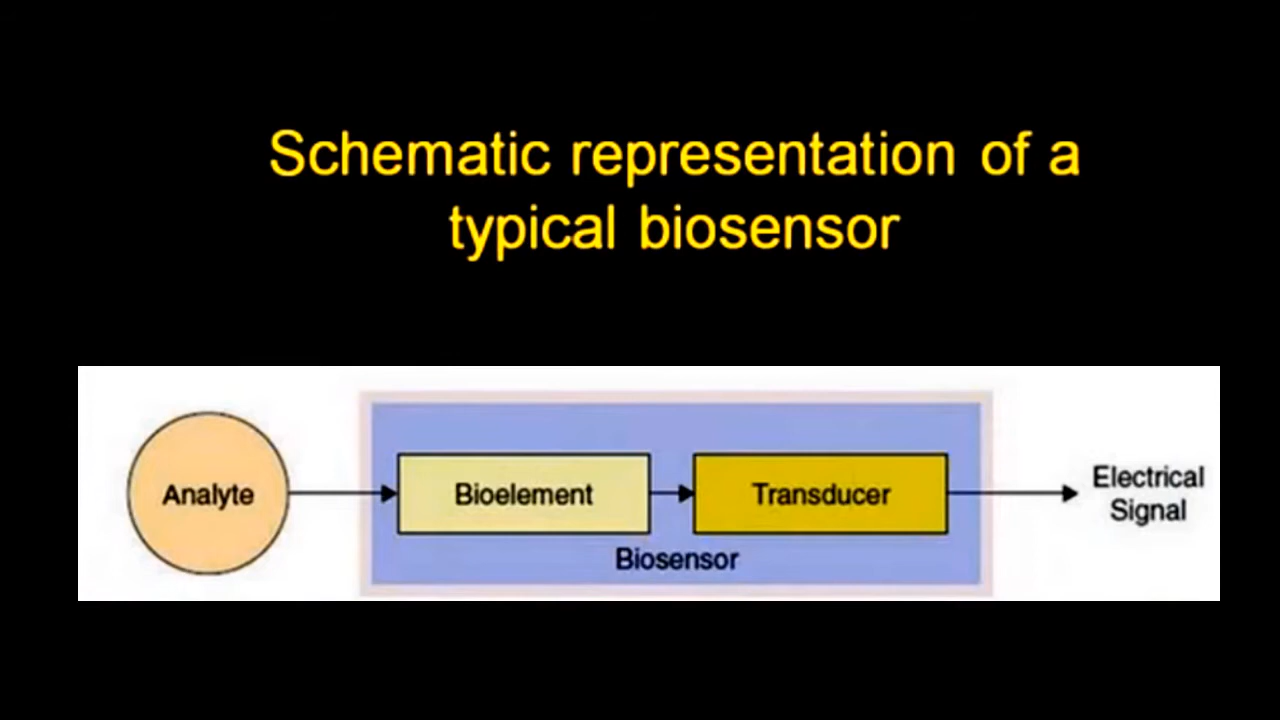 Schematic representation of a
typical biosensor
Analyte
Bioelement
Transducer
Electrical
Signal
Biosensor